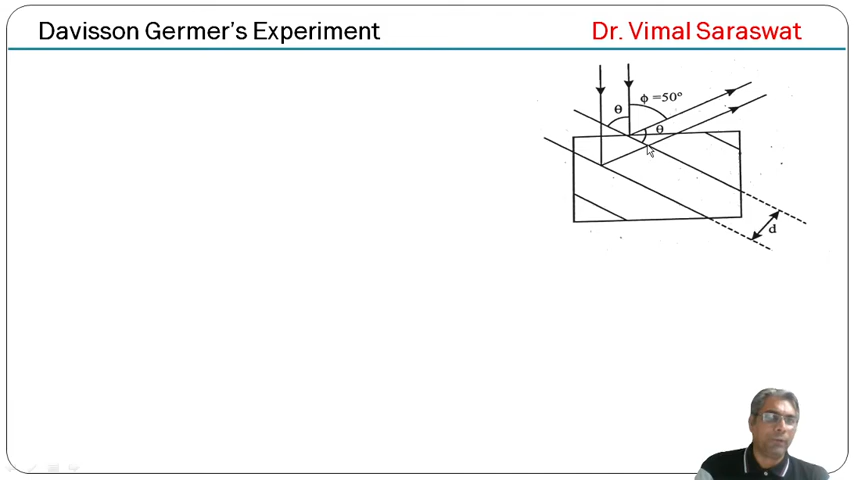 Davisson Germer's Experiment
Dr. Vimal Saraswat
ϕ =50°
θ
θ
d